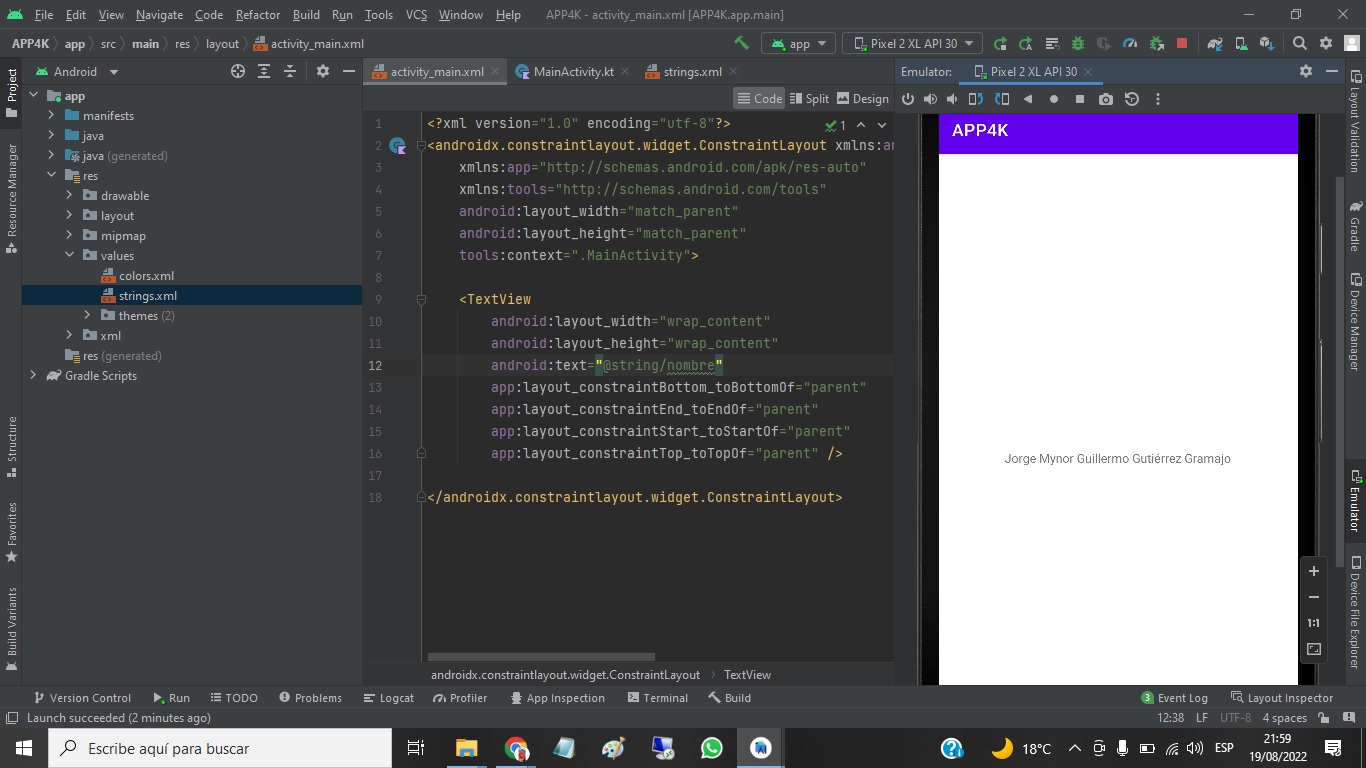 File Edit View Navigate Code Refactor Build Run Tools VCS Window Help APP4K - activity_main.xml [APP4K.app.main]
APP4K app src main res layout activity_main.xml app Pixel 2 XL API 30
Project
Resource Manager
Structure
Favorites
Build Variants
Android
app
manifests
java
java (generated)
res
drawable
layout
mipmap
values
colors.xml
strings.xml
themes (2)
xml
res (generated)
Gradle Scripts
activity_main.xml MainActivity.kt strings.xml
Code Split Design
1 <?xml version="1.0" encoding="utf-8"?>
2 <androidx.constraintlayout.widget.ConstraintLayout xmlns:an
3 xmlns:app="http://schemas.android.com/apk/res-auto"
4 xmlns:tools="http://schemas.android.com/tools"
5 android:layout_width="match_parent"
6 android:layout_height="match_parent"
7 tools:context=".MainActivity">
8
9 <TextView
10 android:layout_width="wrap_content"
11 android:layout_height="wrap_content"
12 android:text="@string/nombre"
13 app:layout_constraintBottom_toBottomOf="parent"
14 app:layout_constraintEnd_toEndOf="parent"
15 app:layout_constraintStart_toStartOf="parent"
16 app:layout_constraintTop_toTopOf="parent" />
17
18 </androidx.constraintlayout.widget.ConstraintLayout>
1
androidx.constraintlayout.widget.ConstraintLayout TextView
Emulator: Pixel 2 XL API 30
APP4K
Jorge Mynor Guillermo Gutiérrez Gramajo
1:1
Layout Validation
Gradle
Device Manager
Emulator
Device File Explorer
Version Control Run TODO Problems Logcat Profiler App Inspection Terminal Build 3 Event Log Layout Inspector
Launch succeeded (2 minutes ago) 12:38 LF UTF-8 4 spaces
Escribe aquí para buscar 18°C ESP 21:59
19/08/2022